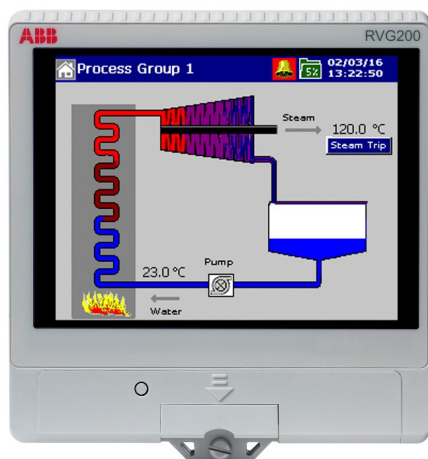 ABB
RVG200
Process Group 1
5%
02/03/16
13:22:50
Steam
120.0 °C
Steam Trip
23.0 °C
Pump
Water